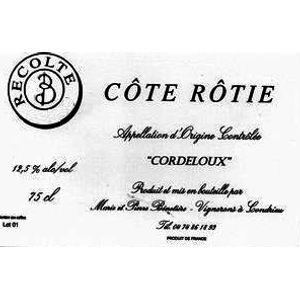 RECOLTE
CÔTE RÔTIE
Appellation d'Origine Contrôlée
"CORDELOUX"
12,5 % alc/vol
75 cl
Produit et mis en bouteille par
Marie et Pierre Bénetière - Vignerons à Condrieu
Lot 01
PRODUIT DE FRANCE